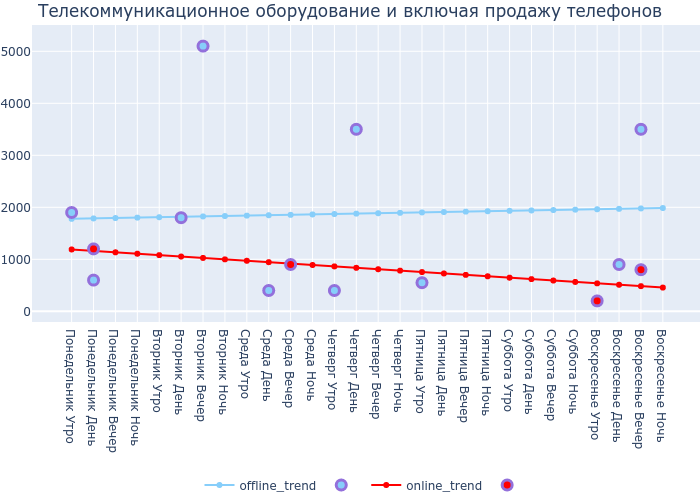 Телекоммуникационное оборудование и включая продажу телефонов
5000
4000
3000
2000
1000
0
Понедельник Утро
Понедельник День
Понедельник Вечер
Понедельник Ночь
Вторник Утро
Вторник День
Вторник Вечер
Вторник Ночь
Среда Утро
Среда День
Среда Вечер
Среда Ночь
Четверг Утро
Четверг День
Четверг Вечер
Четверг Ночь
Пятница Утро
Пятница День
Пятница Вечер
Пятница Ночь
Суббота Утро
Суббота День
Суббота Вечер
Суббота Ночь
Воскресенье Утро
Воскресенье День
Воскресенье Вечер
Воскресенье Ночь
offline_trend online_trend